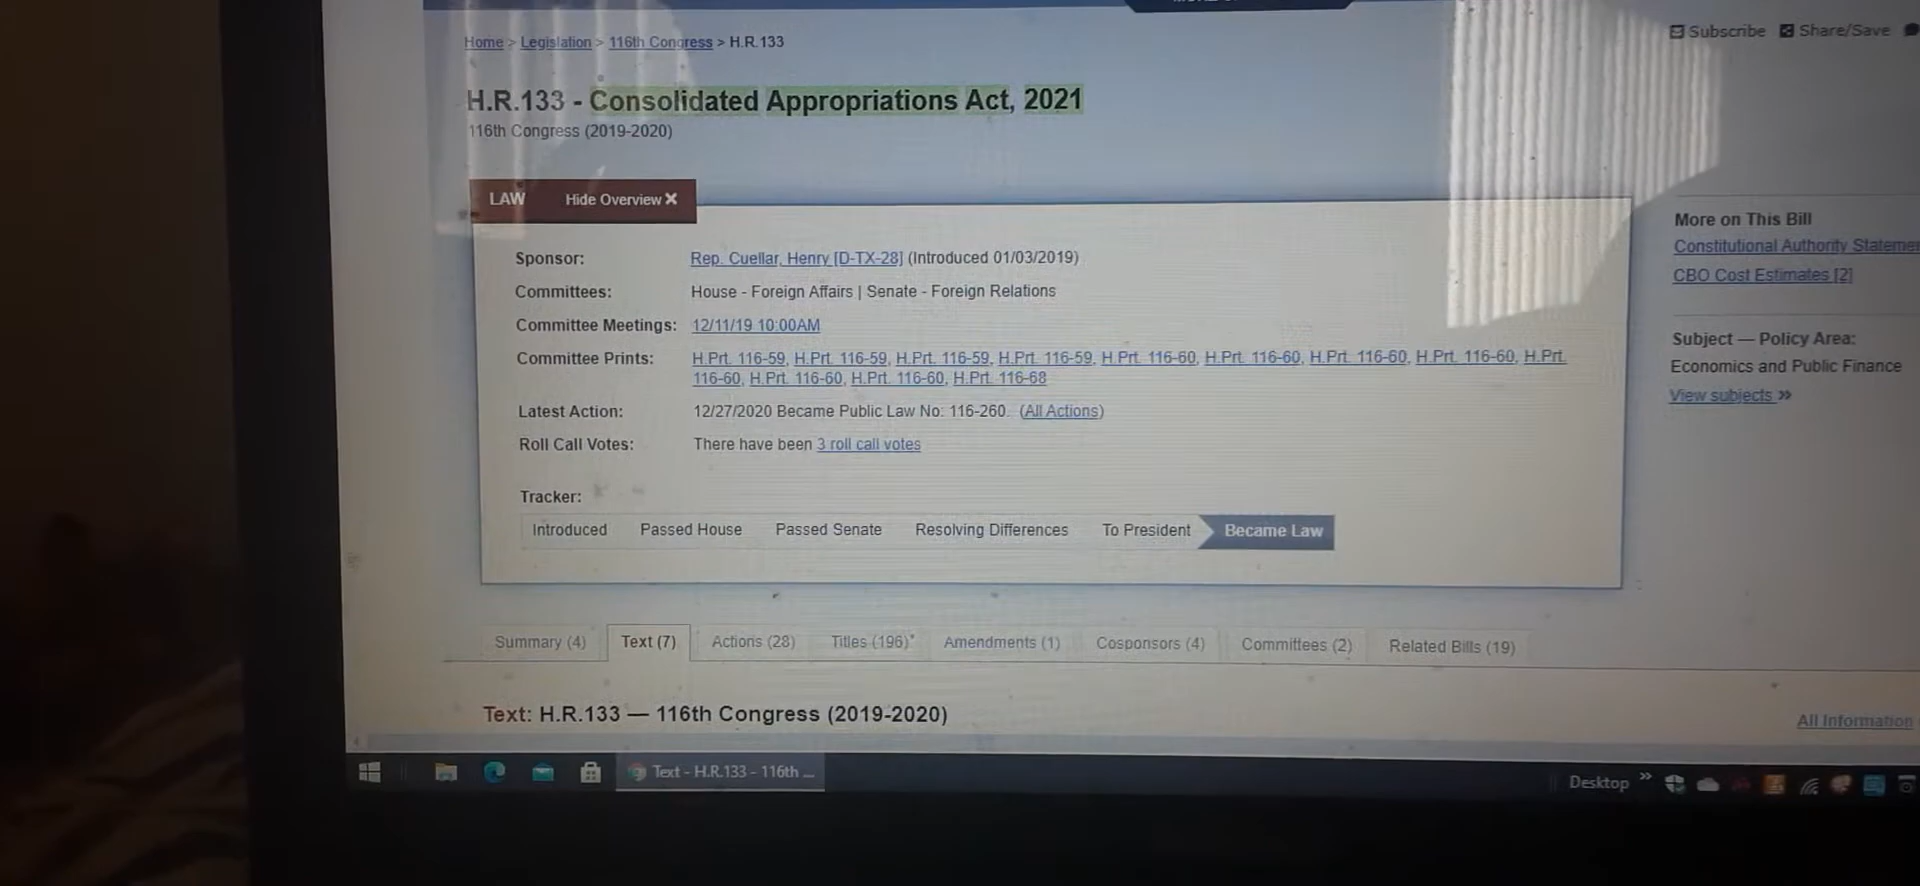 Subscribe Share/Save
Home > Legislation > 116th Congress > H.R.133
H.R.133 - Consolidated Appropriations Act, 2021
116th Congress (2019-2020)
LAW Hide Overview ✕
Sponsor: Rep. Cuellar, Henry [D-TX-28] (Introduced 01/03/2019)
Committees: House - Foreign Affairs | Senate - Foreign Relations
Committee Meetings: 12/11/19 10:00AM
Committee Prints: H.Prt. 116-59, H.Prt. 116-59, H.Prt. 116-59, H.Prt. 116-59, H.Prt. 116-60, H.Prt. 116-60, H.Prt. 116-60, H.Prt. 116-60, H.Prt.
116-60, H.Prt. 116-60, H.Prt. 116-60, H.Prt. 116-68
Latest Action: 12/27/2020 Became Public Law No: 116-260. (All Actions)
Roll Call Votes: There have been 3 roll call votes
Tracker:
Introduced Passed House Passed Senate Resolving Differences To President Became Law
More on This Bill
Constitutional Authority Stateme
CBO Cost Estimates [2]
Subject — Policy Area:
Economics and Public Finance
View subjects »
Summary (4) Text (7) Actions (28) Titles (196) Amendments (1) Cosponsors (4) Committees (2) Related Bills (19)
Text: H.R.133 — 116th Congress (2019-2020)
All Information
Text - H.R.133 - 116th ...
Desktop »